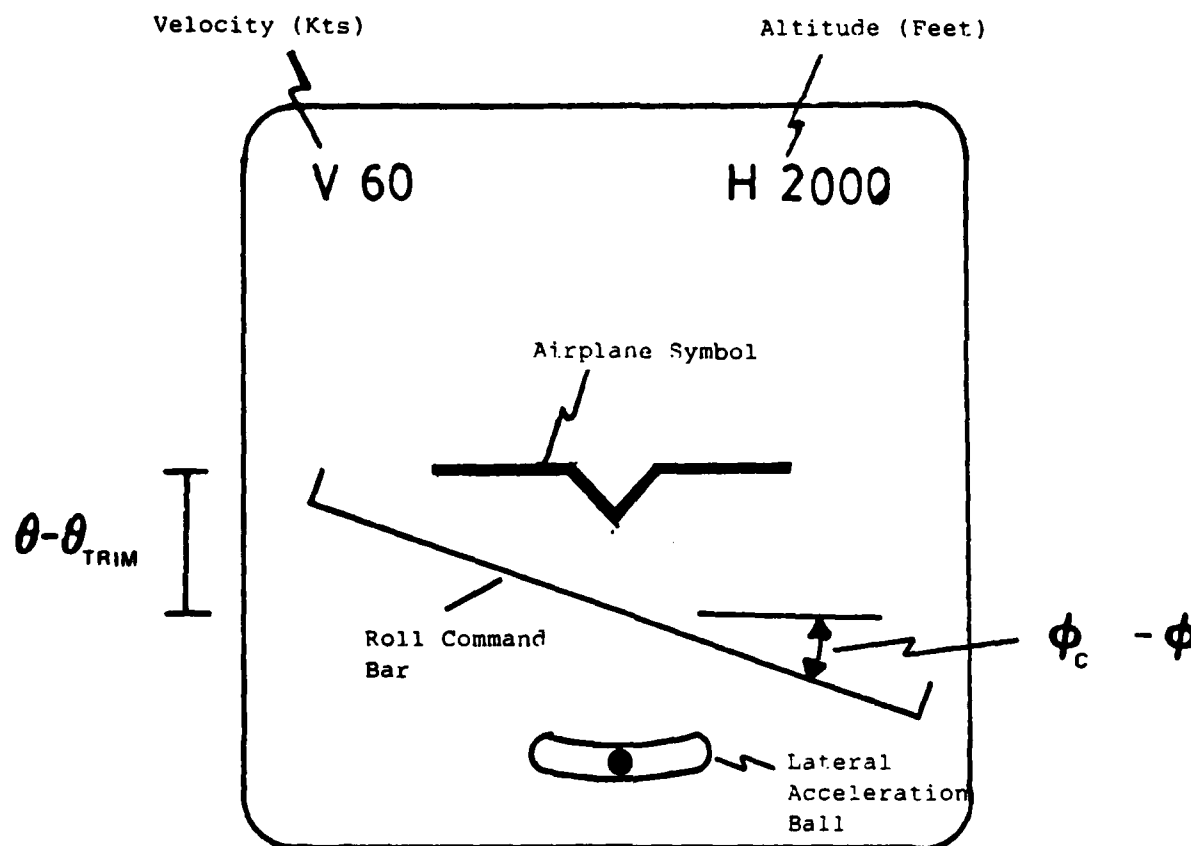 Velocity (Kts)
Altitude (Feet)
V 60
H 2000
Airplane Symbol
θ-θTRIM
Roll Command
Bar
ϕc - ϕ
Lateral
Acceleration
Ball